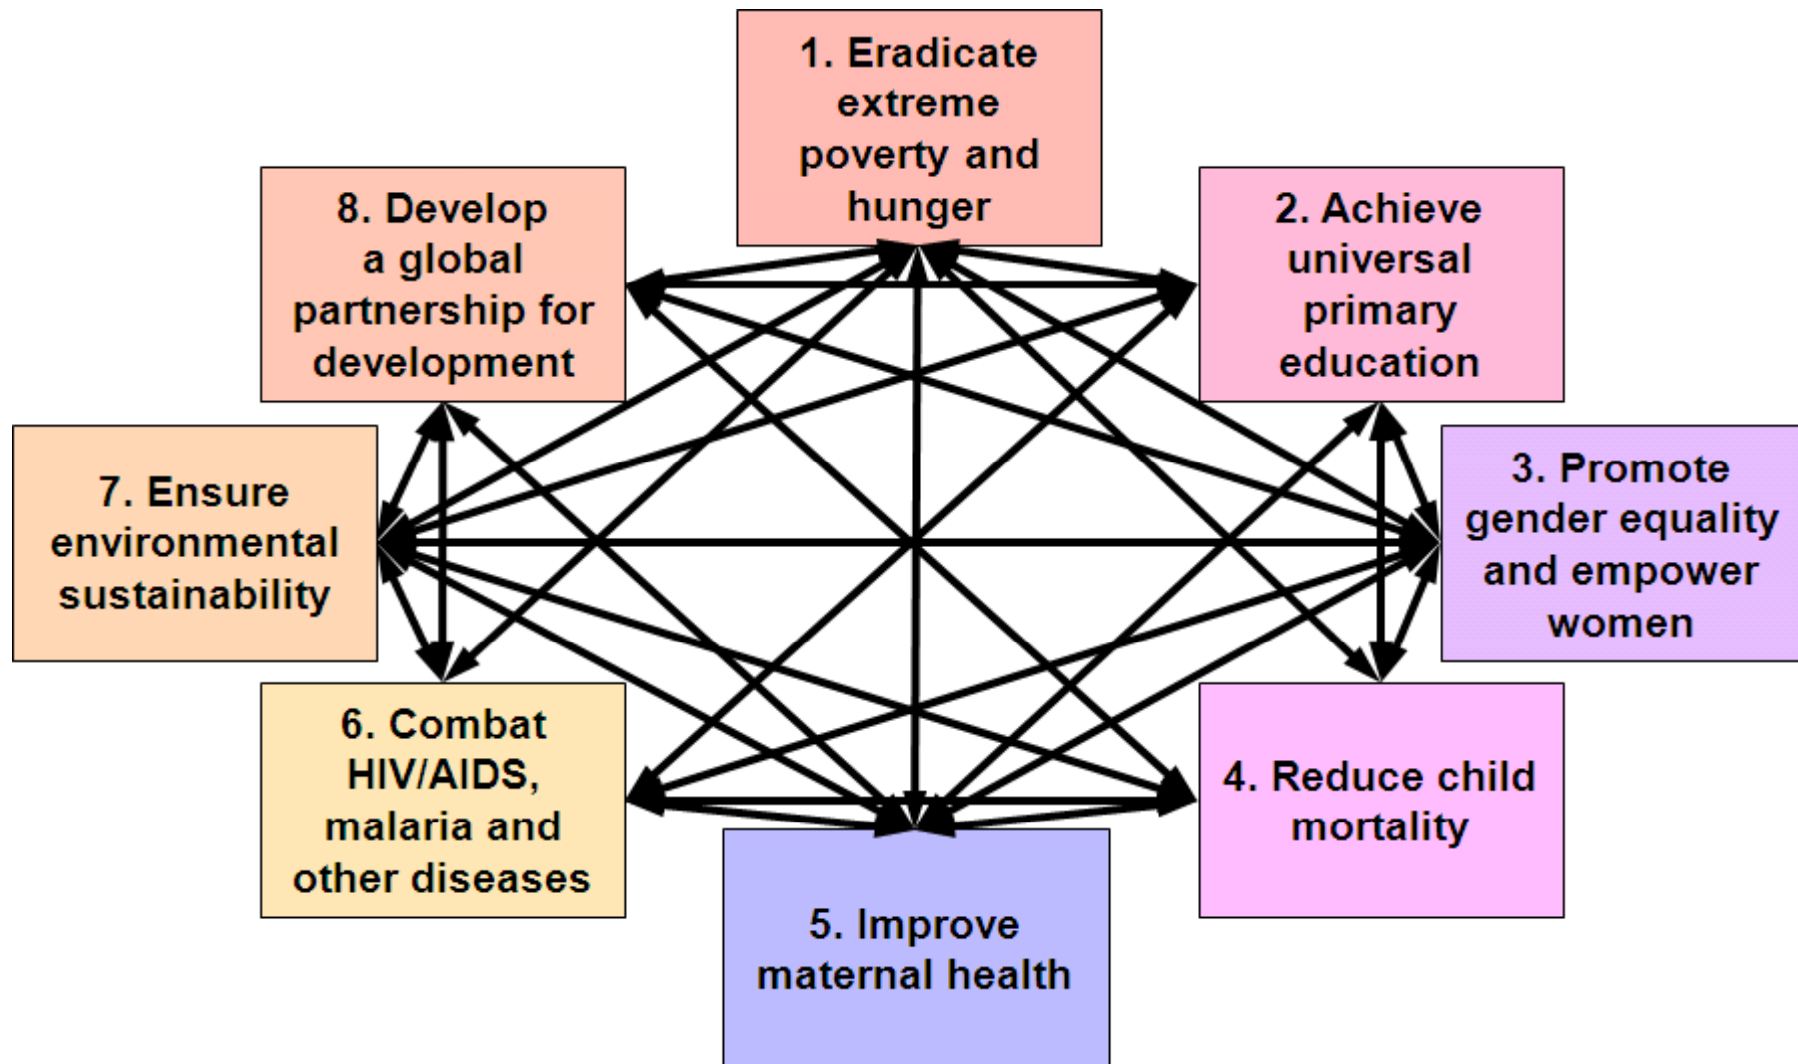 1. Eradicate
extreme
poverty and
hunger
2. Achieve
universal
primary
education
3. Promote
gender equality
and empower
women
4. Reduce child
mortality
5. Improve
maternal health
6. Combat
HIV/AIDS,
malaria and
other diseases
7. Ensure
environmental
sustainability
8. Develop
a global
partnership for
development